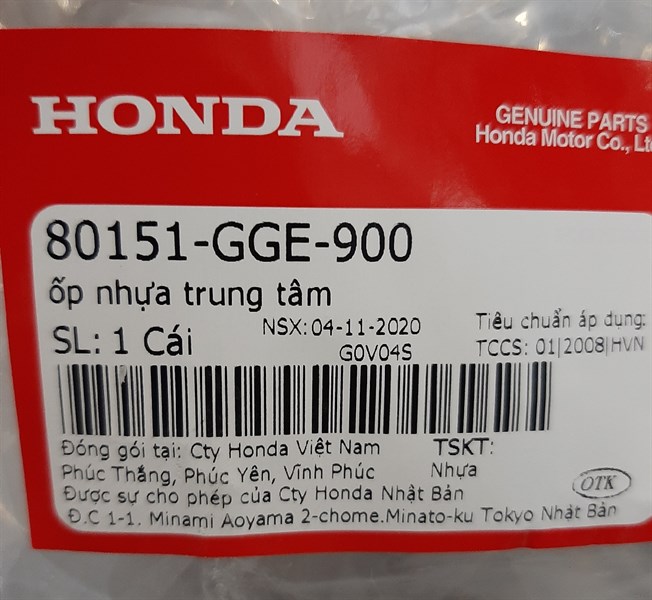 HONDA
GENUINE PARTS
Honda Motor Co., Ltd
80151-GGE-900
ốp nhựa trung tâm
SL: 1 Cái
NSX: 04-11-2020
G0V04S
Tiêu chuẩn áp dụng:
TCCS: 01|2008|HVN
Đóng gói tại: Cty Honda Việt Nam
Phúc Thắng, Phúc Yên, Vĩnh Phúc
TSKT:
Nhựa
Được sự cho phép của Cty Honda Nhật Bản
Đ.C 1-1. Minami Aoyama 2-chome.Minato-ku Tokyo Nhật Bản
OTK